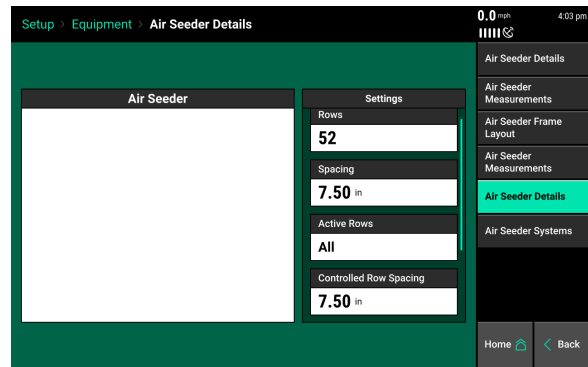 Setup > Equipment > Air Seeder Details
0.0 mph
4:03 pm
Air Seeder
Settings
Rows
52
Spacing
7.50 in
Active Rows
All
Controlled Row Spacing
7.50 in
Air Seeder Details
Air Seeder
Measurements
Air Seeder Frame
Layout
Air Seeder
Measurements
Air Seeder Details
Air Seeder Systems
Home
< Back